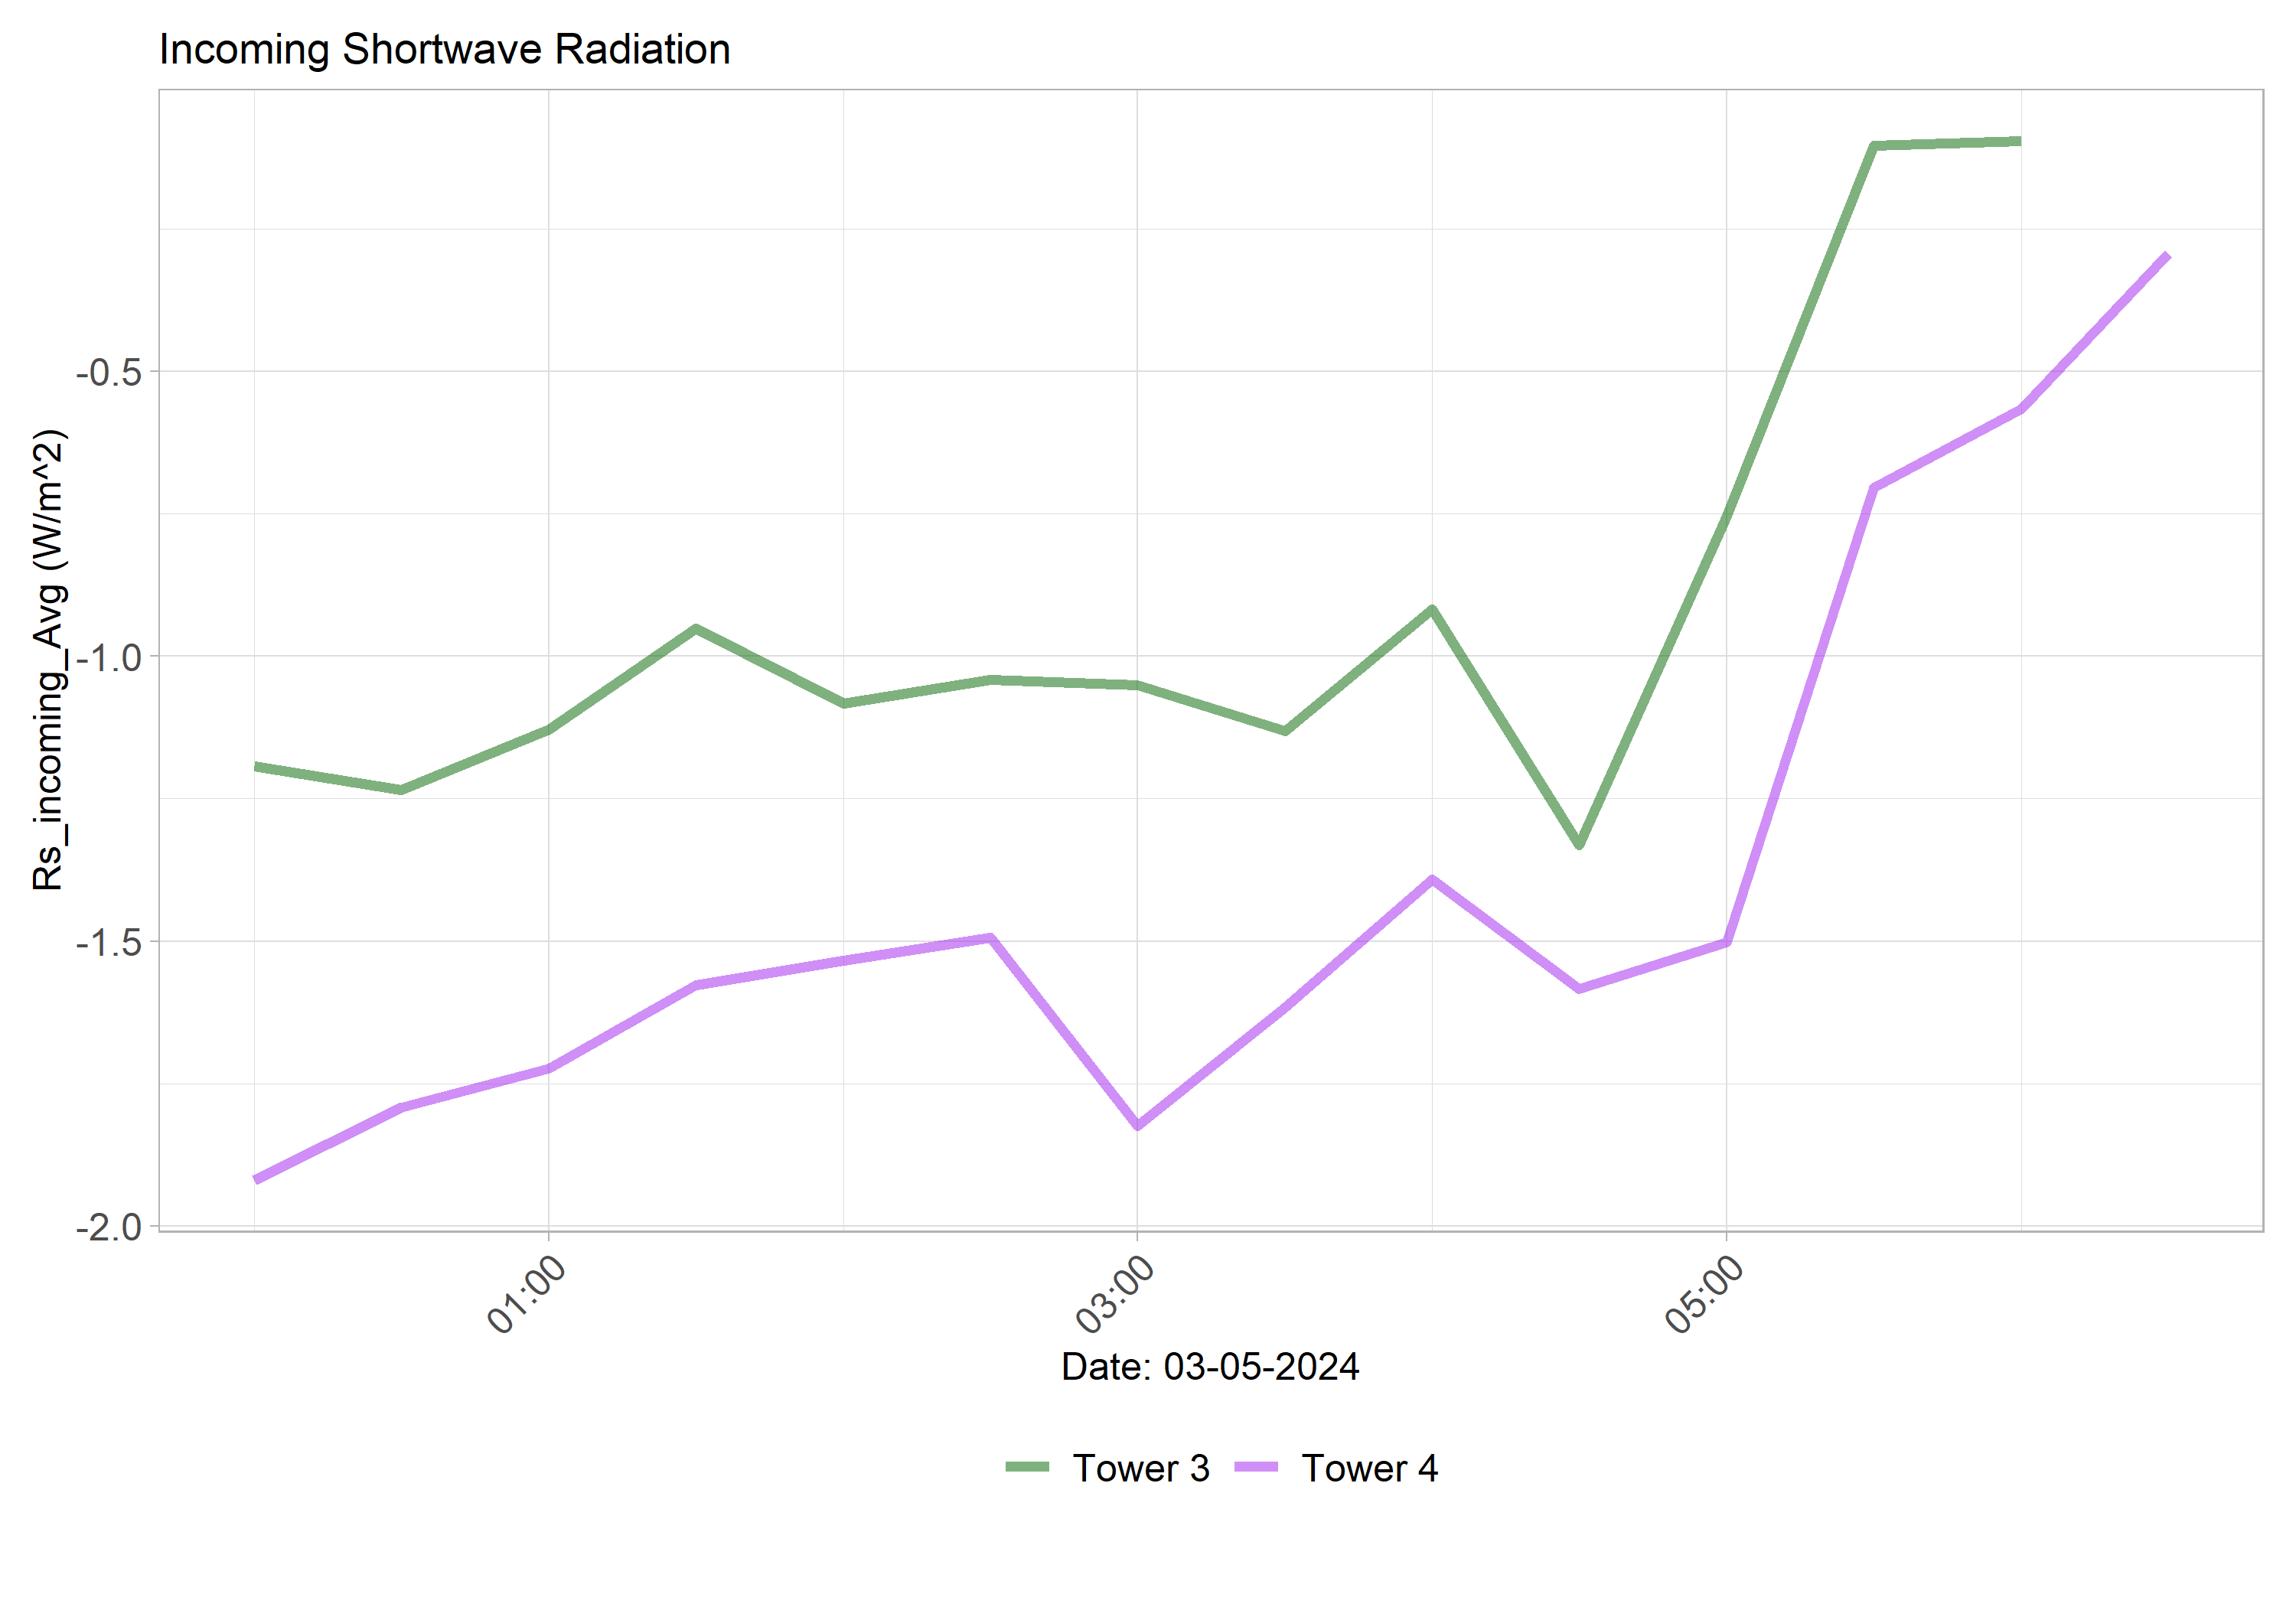 Incoming Shortwave Radiation
Rs_incoming_Avg (W/m^2)
-0.5
-1.0
-1.5
-2.0
01:00
03:00
05:00
Date: 03-05-2024
Tower 3
Tower 4